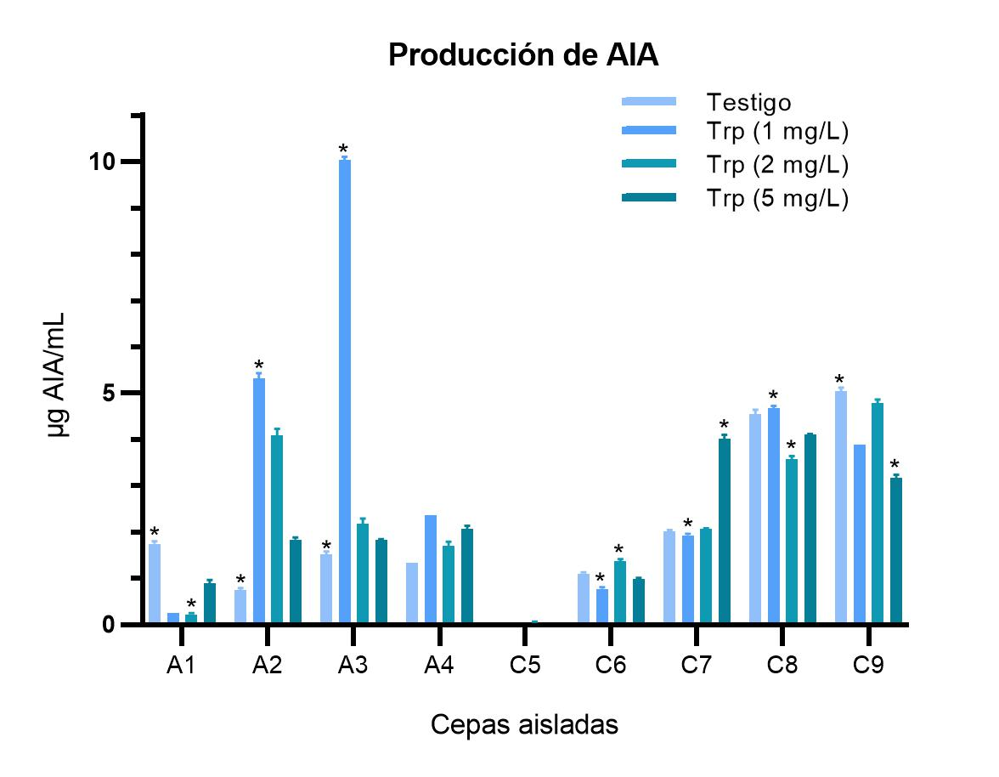 Producción de AIA
Testigo
Trp (1 mg/L)
Trp (2 mg/L)
Trp (5 mg/L)
µg AIA/mL
10
5
0
* * * * * * * * * * * * * * *
A1 A2 A3 A4 C5 C6 C7 C8 C9
Cepas aisladas